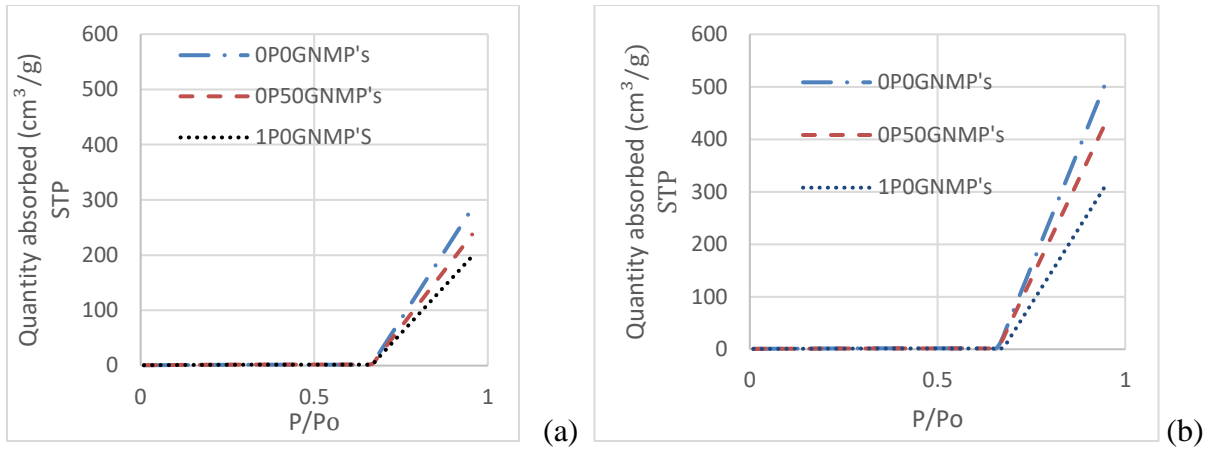 600
500
400
300
200
100
0
Quantity absorbed (cm³/g)
STP
0P0GNMP's
0P50GNMP's
1P0GNMP'S
0
0.5
1
P/Po
(a)
600
500
400
300
200
100
0
Quantity absorbed (cm³/g)
STP
0P0GNMP's
0P50GNMP's
1P0GNMP's
0
0.5
1
P/Po
(b)